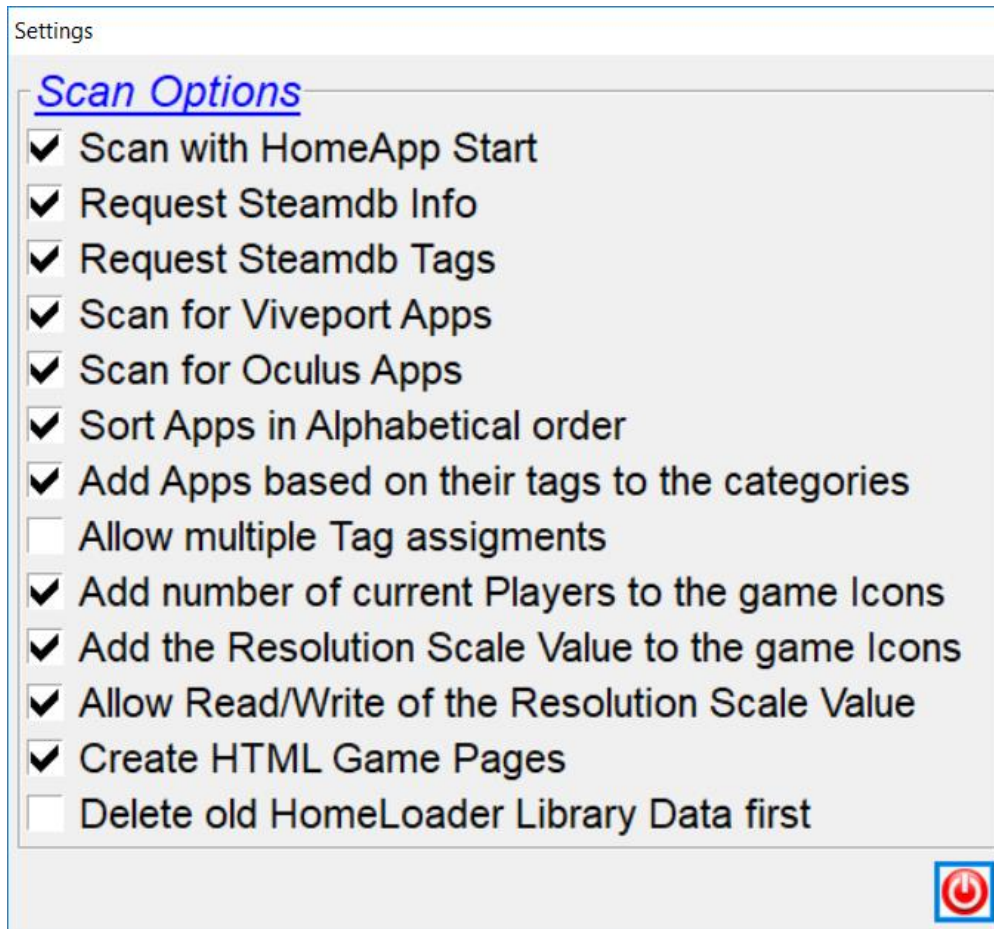 Settings
Scan Options
Scan with HomeApp Start
Request Steamdb Info
Request Steamdb Tags
Scan for Viveport Apps
Scan for Oculus Apps
Sort Apps in Alphabetical order
Add Apps based on their tags to the categories
Allow multiple Tag assigments
Add number of current Players to the game Icons
Add the Resolution Scale Value to the game Icons
Allow Read/Write of the Resolution Scale Value
Create HTML Game Pages
Delete old HomeLoader Library Data first